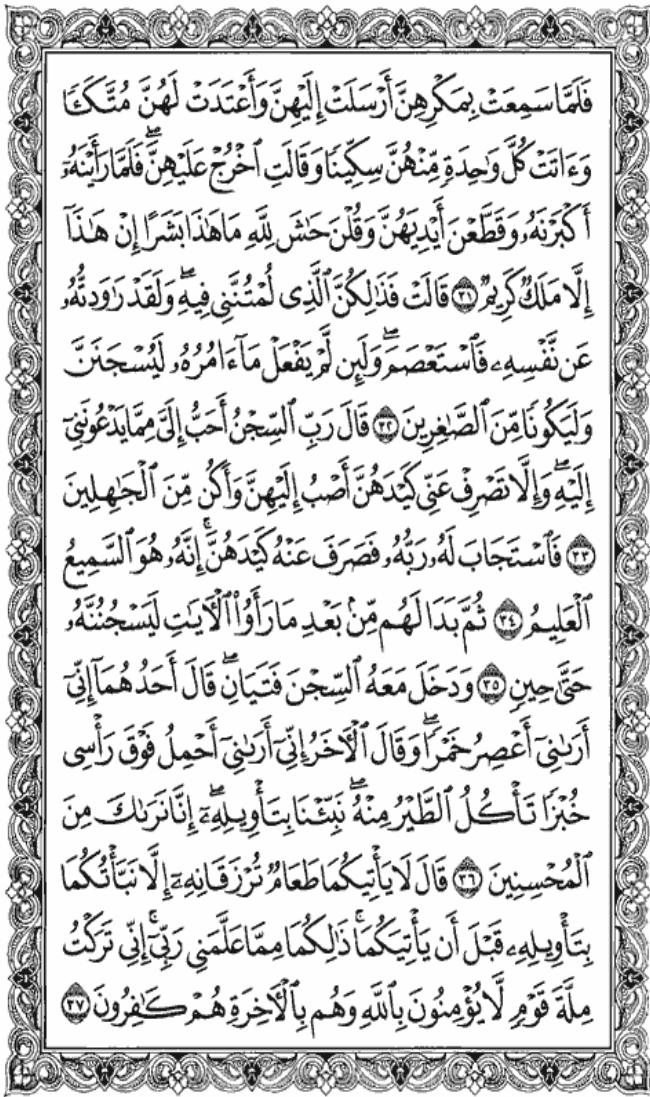 فَلَمَّا سَمِعَتْ بِمَكْرِهِنَّ أَرْسَلَتْ إِلَيْهِنَّ وَأَعْتَدَتْ لَهُنَّ مُتَّكَـًٔا
وَءَاتَتْ كُلَّ وَٰحِدَةٍ مِّنْهُنَّ سِكِّينًا وَقَالَتِ ٱخْرُجْ عَلَيْهِنَّ ۖ فَلَمَّا رَأَيْنَهُۥٓ
أَكْبَرْنَهُۥ وَقَطَّعْنَ أَيْدِيَهُنَّ وَقُلْنَ حَٰشَ لِلَّهِ مَا هَٰذَا بَشَرًا إِنْ هَٰذَآ
إِلَّا مَلَكٌ كَرِيمٌ ٣١ قَالَتْ فَذَٰلِكُنَّ ٱلَّذِى لُمْتُنَّنِى فِيهِ ۖ وَلَقَدْ رَٰوَدتُّهُۥ
عَن نَّفْسِهِۦ فَٱسْتَعْصَمَ ۖ وَلَئِن لَّمْ يَفْعَلْ مَآ ءَامُرُهُۥ لَيُسْجَنَنَّ
وَلَيَكُونًا مِّنَ ٱلصَّٰغِرِينَ ٣٢ قَالَ رَبِّ ٱلسِّجْنُ أَحَبُّ إِلَىَّ مِمَّا يَدْعُونَنِىٓ
إِلَيْهِ ۖ وَإِلَّا تَصْرِفْ عَنِّى كَيْدَهُنَّ أَصْبُ إِلَيْهِنَّ وَأَكُن مِّنَ ٱلْجَٰهِلِينَ
٣٣ فَٱسْتَجَابَ لَهُۥ رَبُّهُۥ فَصَرَفَ عَنْهُ كَيْدَهُنَّ ۚ إِنَّهُۥ هُوَ ٱلسَّمِيعُ
ٱلْعَلِيمُ ٣٤ ثُمَّ بَدَا لَهُم مِّنۢ بَعْدِ مَا رَأَوُا۟ ٱلْءَايَٰتِ لَيَسْجُنُنَّهُۥ
حَتَّىٰ حِينٍ ٣٥ وَدَخَلَ مَعَهُ ٱلسِّجْنَ فَتَيَانِ ۖ قَالَ أَحَدُهُمَآ إِنِّىٓ
أَرَىٰنِىٓ أَعْصِرُ خَمْرًا ۖ وَقَالَ ٱلْءَاخَرُ إِنِّىٓ أَرَىٰنِىٓ أَحْمِلُ فَوْقَ رَأْسِى
خُبْزًا تَأْكُلُ ٱلطَّيْرُ مِنْهُ ۖ نَبِّئْنَا بِتَأْوِيلِهِۦٓ ۖ إِنَّا نَرَىٰكَ مِنَ
ٱلْمُحْسِنِينَ ٣٦ قَالَ لَا يَأْتِيكُمَا طَعَامٌ تُرْزَقَانِهِۦٓ إِلَّا نَبَّأْتُكُمَا
بِتَأْوِيلِهِۦ قَبْلَ أَن يَأْتِيَكُمَا ۚ ذَٰلِكُمَا مِمَّا عَلَّمَنِى رَبِّىٓ ۚ إِنِّى تَرَكْتُ
مِلَّةَ قَوْمٍ لَّا يُؤْمِنُونَ بِٱللَّهِ وَهُم بِٱلْءَاخِرَةِ هُمْ كَٰفِرُونَ ٣٧